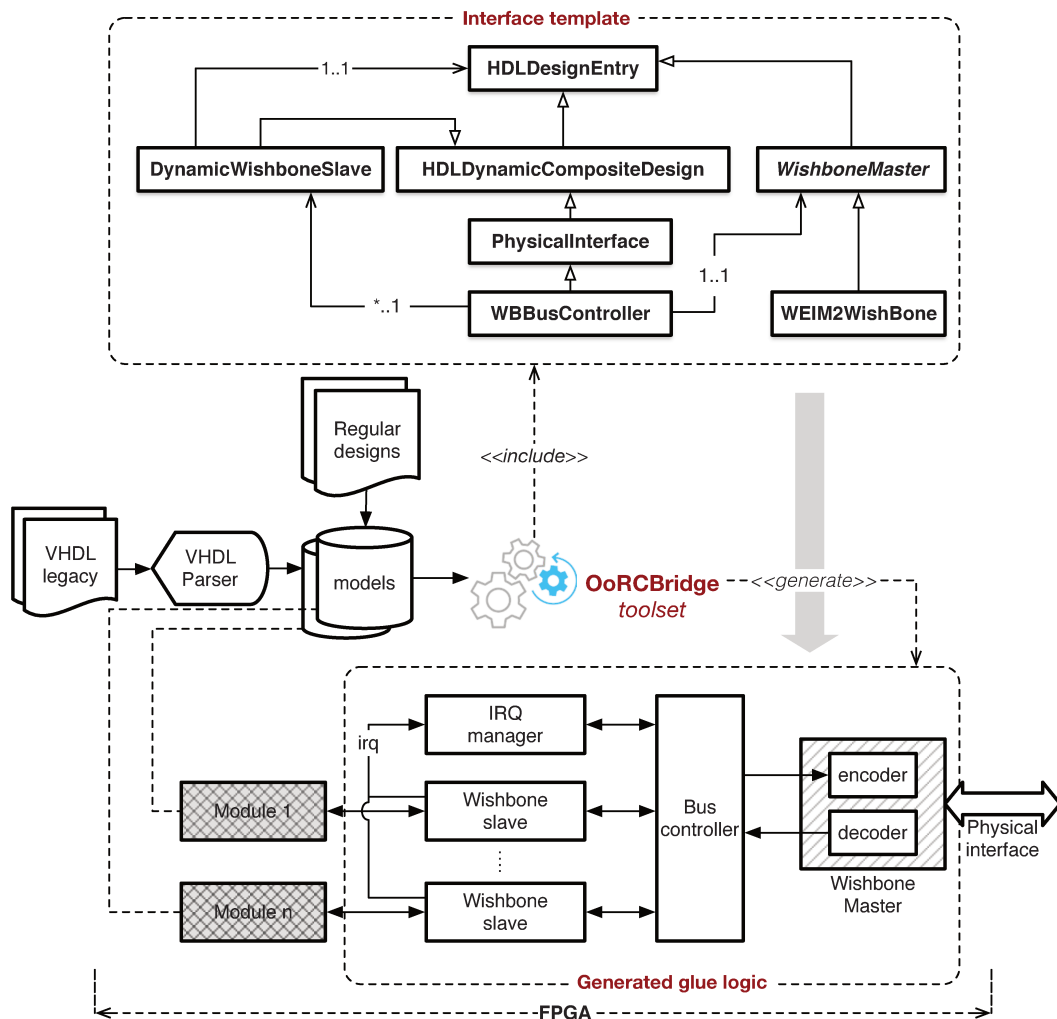 Interface template
HDLDesignEntry
1..1
DynamicWishboneSlave
HDLDynamicCompositeDesign
WishboneMaster
PhysicalInterface
1..1
*..1
WBBusController
WEIM2WishBone
Regular
designs
<<include>>
VHDL
legacy
VHDL
Parser
models
OoRCBridge
toolset
<<generate>>
IRQ
manager
irq
Module 1
Wishbone
slave
Bus
controller
encoder
decoder
Physical
interface
Wishbone
Master
Module n
Wishbone
slave
Generated glue logic
FPGA